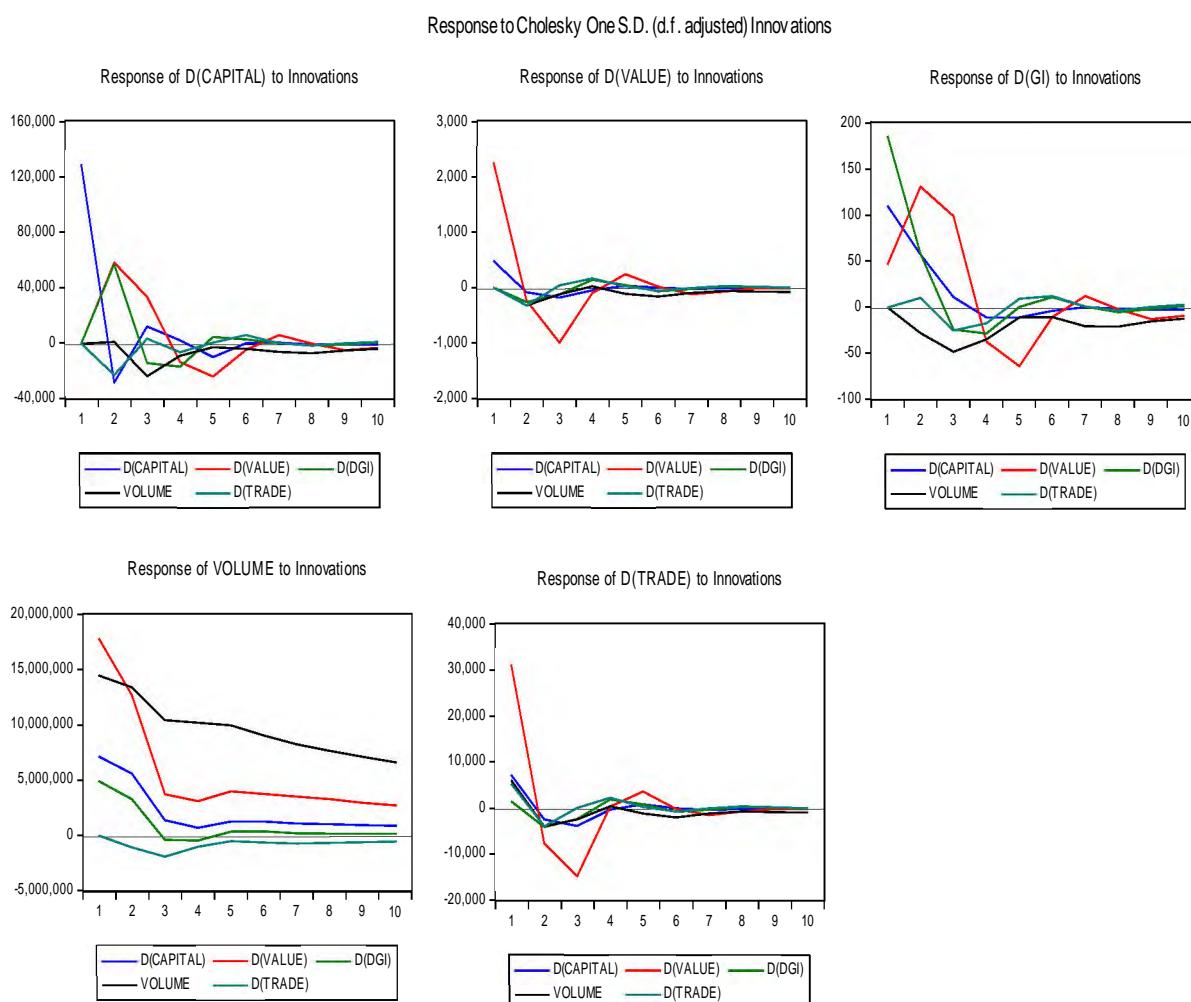 Response to Cholesky One S.D. (d.f. adjusted) Innovations
Response of D(CAPITAL) to Innovations
160,000
120,000
80,000
40,000
0
-40,000
1 2 3 4 5 6 7 8 9 10
D(CAPITAL) D(VALUE) D(DGI)
VOLUME D(TRADE)
Response of D(VALUE) to Innovations
3,000
2,000
1,000
0
-1,000
-2,000
1 2 3 4 5 6 7 8 9 10
D(CAPITAL) D(VALUE) D(DGI)
VOLUME D(TRADE)
Response of D(GI) to Innovations
200
150
100
50
0
-50
-100
1 2 3 4 5 6 7 8 9 10
D(CAPITAL) D(VALUE) D(DGI)
VOLUME D(TRADE)
Response of VOLUME to Innovations
20,000,000
15,000,000
10,000,000
5,000,000
0
-5,000,000
1 2 3 4 5 6 7 8 9 10
D(CAPITAL) D(VALUE) D(DGI)
VOLUME D(TRADE)
Response of D(TRADE) to Innovations
40,000
30,000
20,000
10,000
0
-10,000
-20,000
1 2 3 4 5 6 7 8 9 10
D(CAPITAL) D(VALUE) D(DGI)
VOLUME D(TRADE)